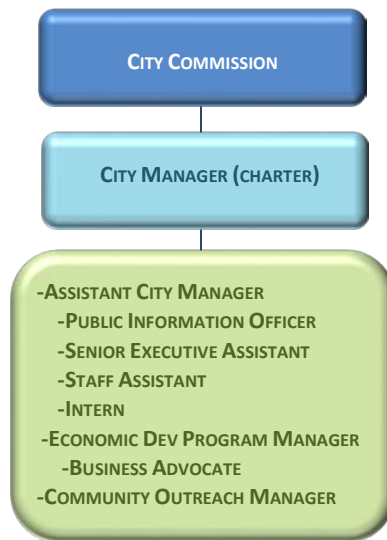 CITY COMMISSION
CITY MANAGER (CHARTER)
-ASSISTANT CITY MANAGER
-PUBLIC INFORMATION OFFICER
-SENIOR EXECUTIVE ASSISTANT
-STAFF ASSISTANT
-INTERN
-ECONOMIC DEV PROGRAM MANAGER
-BUSINESS ADVOCATE
-COMMUNITY OUTREACH MANAGER